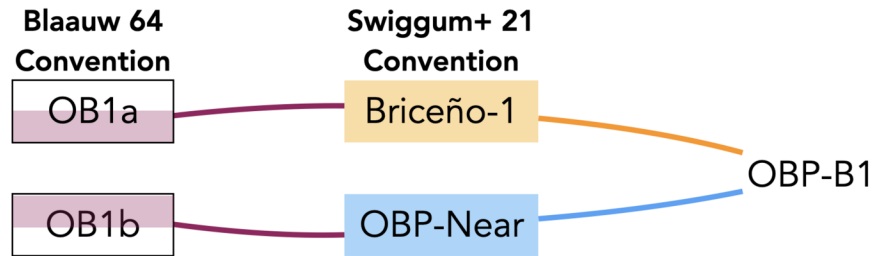 Blaauw 64
Convention
Swiggum+ 21
Convention
OB1a
Briceño-1
OBP-B1
OB1b
OBP-Near